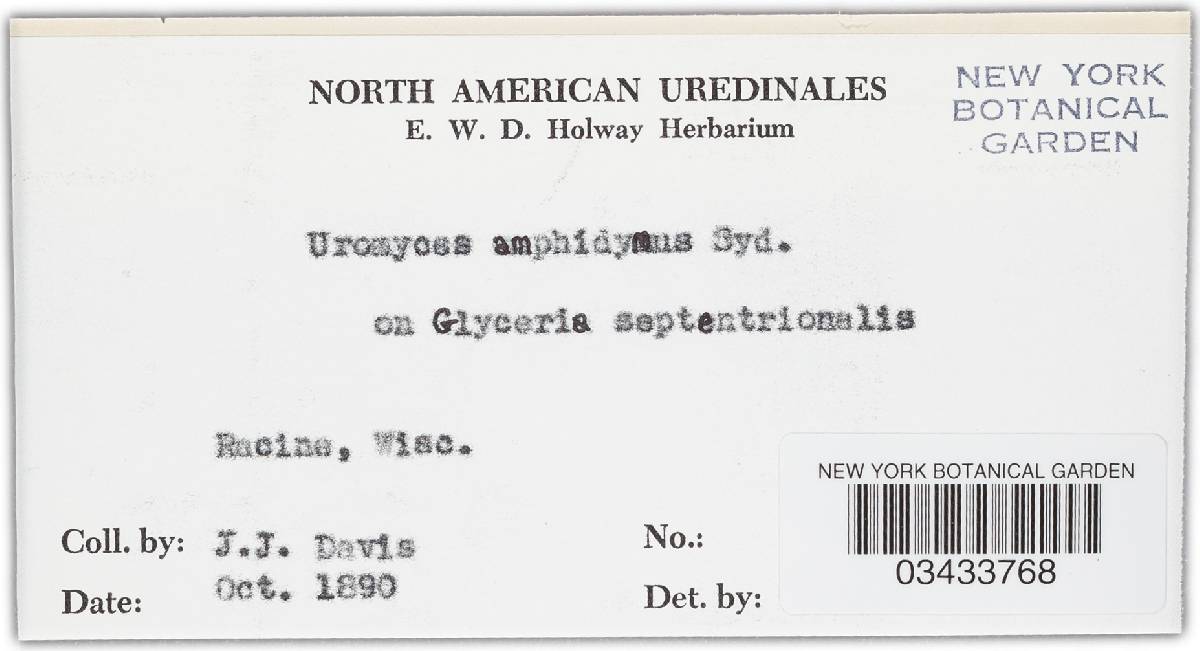 NORTH AMERICAN UREDINALES
E. W. D. Holway Herbarium
NEW YORK
BOTANICAL
GARDEN
Uromyces amphidymus Syd.
on Glyceria septentrionalis
Racine, Wisc.
Coll. by: J.J. Davis
Date: Oct. 1890
No.:
Det. by:
NEW YORK BOTANICAL GARDEN
03433768